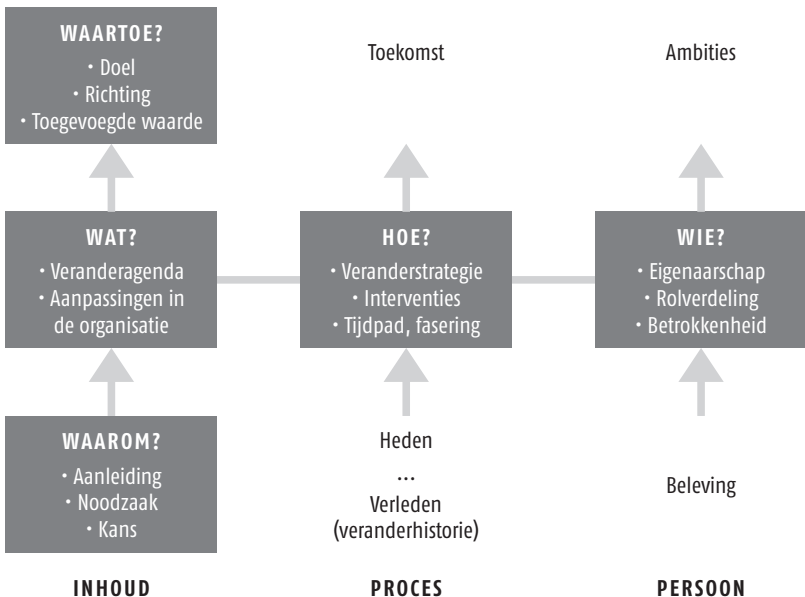 WAARTOE?
• Doel
• Richting
• Toegevoegde waarde
Toekomst
Ambities
WAT?
• Veranderagenda
• Aanpassingen in
de organisatie
HOE?
• Veranderstrategie
• Interventies
• Tijdpad, fasering
WIE?
• Eigenaarschap
• Rolverdeling
• Betrokkenheid
WAAROM?
• Aanleiding
• Noodzaak
• Kans
Heden
...
Verleden
(veranderhistorie)
Beleving
INHOUD
PROCES
PERSOON